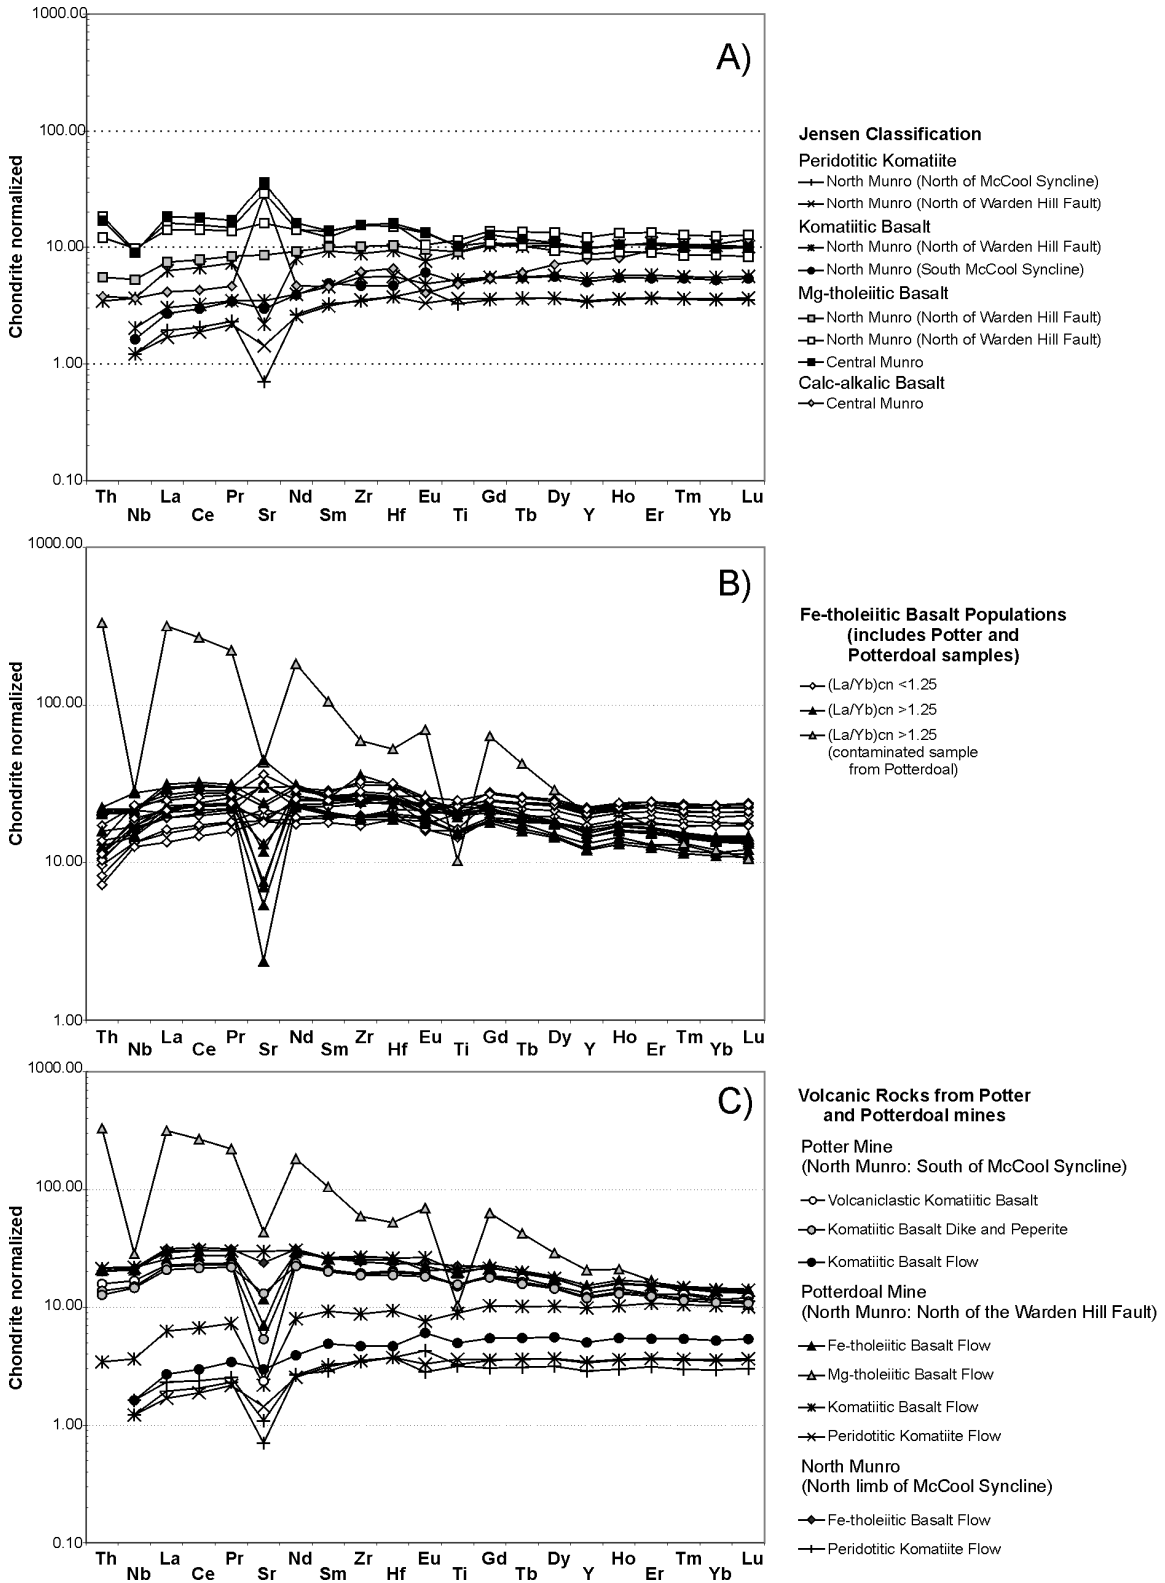 1000.00
A)
100.00
10.00
1.00
0.10
Chondrite normalized
Th La Pr Nd Zr Eu Gd Dy Ho Tm Lu
Nb Ce Sr Sm Hf Ti Tb Y Er Yb
Jensen Classification
Peridotitic Komatiite
North Munro (North of McCool Syncline)
North Munro (North of Warden Hill Fault)
Komatiitic Basalt
North Munro (North of Warden Hill Fault)
North Munro (South McCool Syncline)
Mg-tholeiitic Basalt
North Munro (North of Warden Hill Fault)
North Munro (North of Warden Hill Fault)
Central Munro
Calc-alkalic Basalt
Central Munro
1000.00
B)
100.00
10.00
1.00
Chondrite normalized
Th La Pr Nd Zr Eu Gd Dy Ho Tm Lu
Nb Ce Sr Sm Hf Ti Tb Y Er Yb
Fe-tholeiitic Basalt Populations
(includes Potter and
Potterdoal samples)
(La/Yb)cn <1.25
(La/Yb)cn >1.25
(La/Yb)cn >1.25
(contaminated sample
from Potterdoal)
1000.00
C)
100.00
10.00
1.00
0.10
Chondrite normalized
Th La Pr Nd Zr Eu Gd Dy Ho Tm Lu
Nb Ce Sr Sm Hf Ti Tb Y Er Yb
Volcanic Rocks from Potter
and Potterdoal mines
Potter Mine
(North Munro: South of McCool Syncline)
Volcaniclastic Komatiitic Basalt
Komatiitic Basalt Dike and Peperite
Komatiitic Basalt Flow
Potterdoal Mine
(North Munro: North of the Warden Hill Fault)
Fe-tholeiitic Basalt Flow
Mg-tholeiitic Basalt Flow
Komatiitic Basalt Flow
Peridotitic Komatiite Flow
North Munro
(North limb of McCool Syncline)
Fe-tholeiitic Basalt Flow
Peridotitic Komatiite Flow